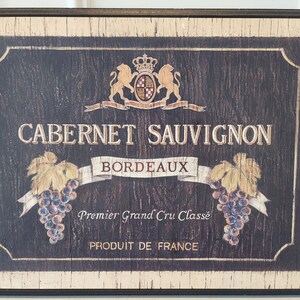 CABERNET SAUVIGNON
BORDEAUX
Premier Grand Cru Classé
PRODUIT DE FRANCE